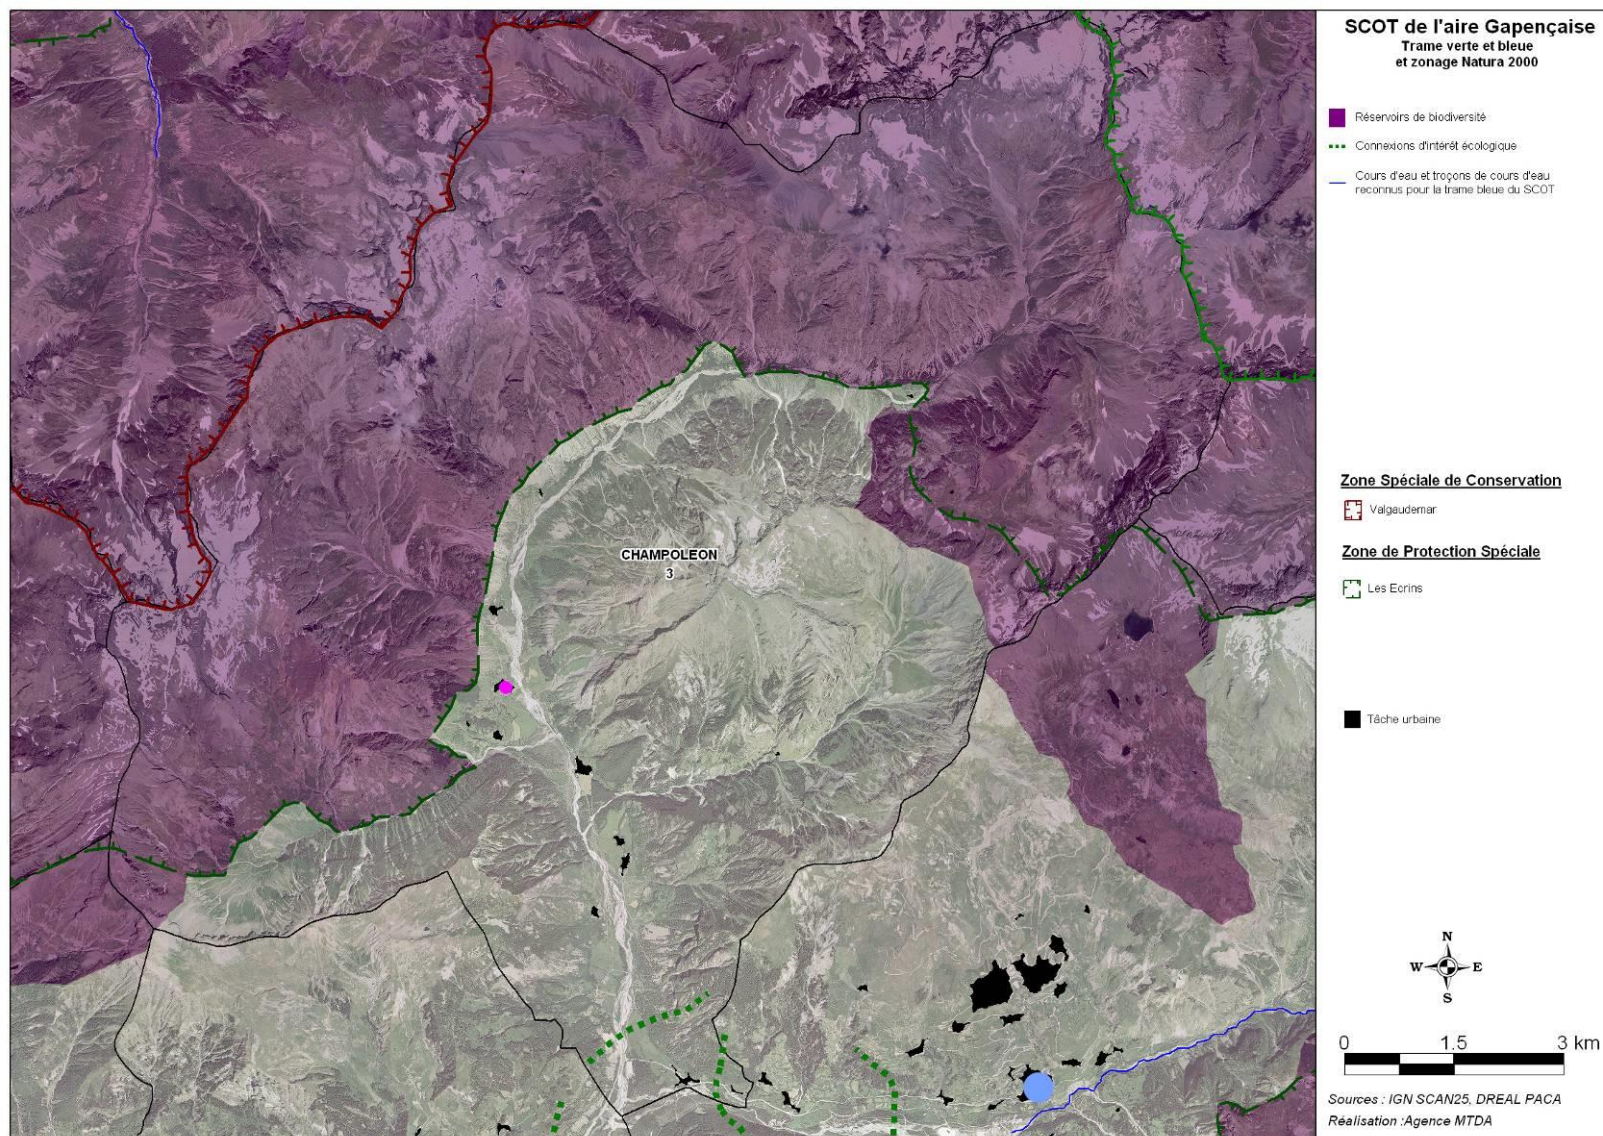 SCOT de l'aire Gapençaise
Trame verte et bleue
et zonage Natura 2000
Réservoirs de biodiversité
Connexions d'intérêt écologique
Cours d'eau et troçons de cours d'eau
reconnus pour la trame bleue du SCOT
Zone Spéciale de Conservation
Valgaudemar
Zone de Protection Spéciale
Les Ecrins
Tâche urbaine
CHAMPOLEON
3
N
W E
S
0 1.5 3 km
Sources : IGN SCAN25, DREAL PACA
Réalisation :Agence MTDA